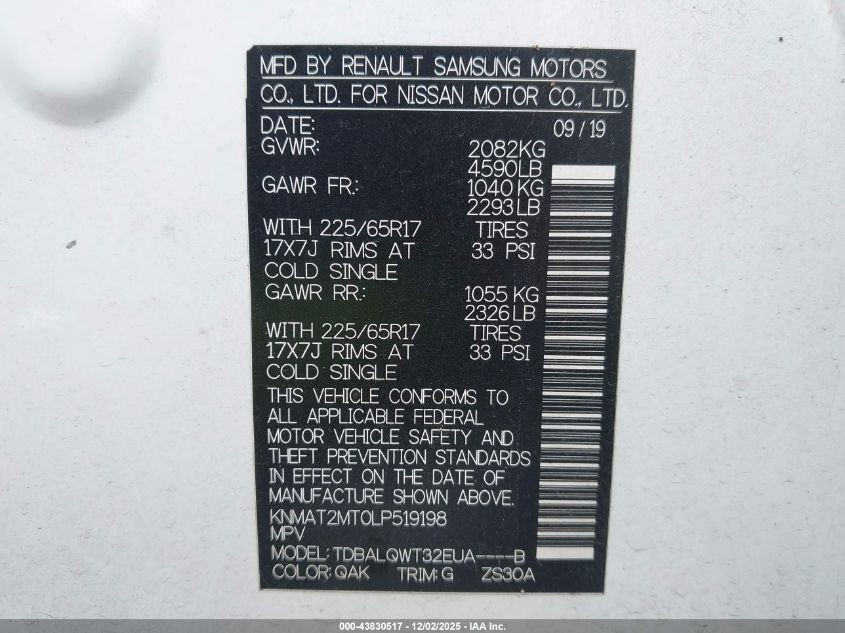 MFD BY RENAULT SAMSUNG MOTORS
CO., LTD. FOR NISSAN MOTOR CO., LTD.
DATE: 09/19
GVWR: 2082KG
4590LB
GAWR FR.: 1040 KG
2293 LB
WITH 225/65R17 TIRES
17X7J RIMS AT 33 PSI
COLD SINGLE
GAWR RR.: 1055 KG
2326 LB
WITH 225/65R17 TIRES
17X7J RIMS AT 33 PSI
COLD SINGLE
THIS VEHICLE CONFORMS TO
ALL APPLICABLE FEDERAL
MOTOR VEHICLE SAFETY AND
THEFT PREVENTION STANDARDS
IN EFFECT ON THE DATE OF
MANUFACTURE SHOWN ABOVE.
KNMAT2MT0LP519198
MPV
MODEL: TDBALQWT32EUA----B
COLOR: QAK TRIM: G ZS30A
000-43830517 - 12/02/2025 - IAA Inc.